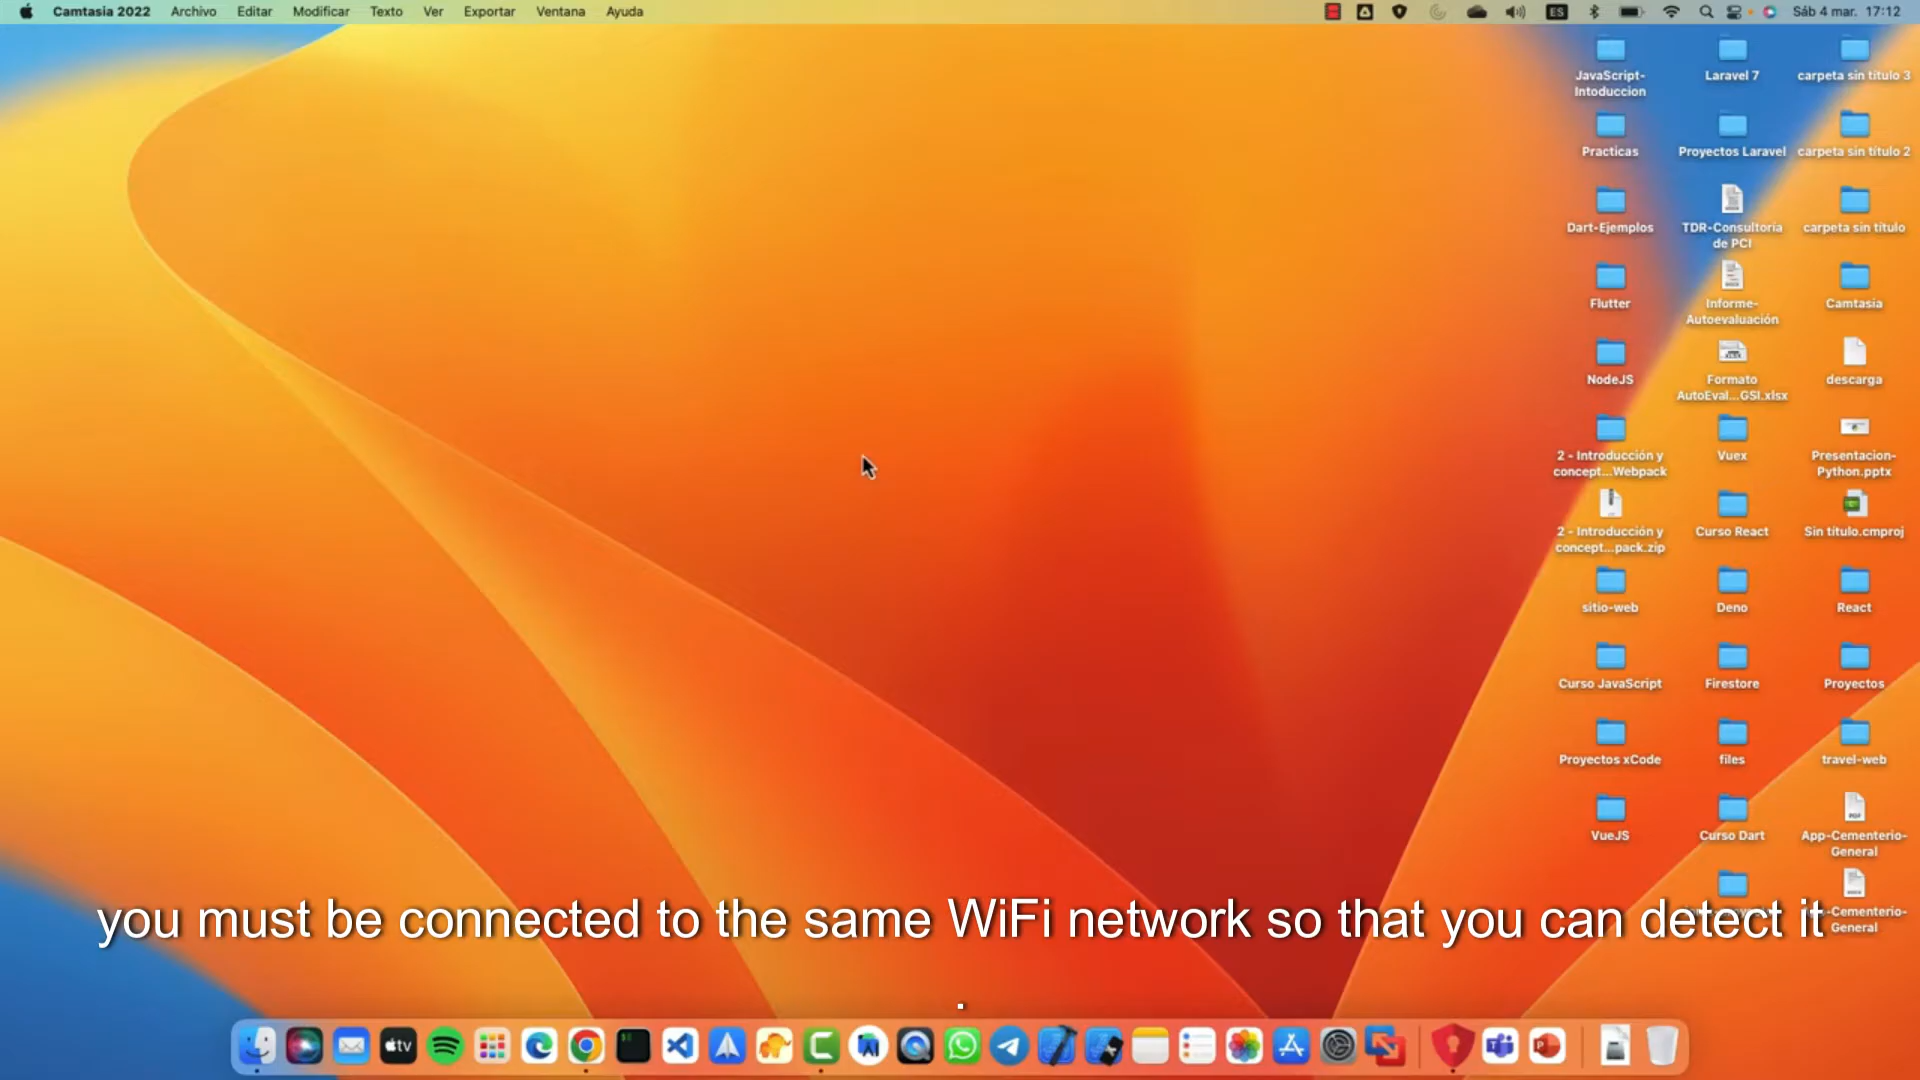 Camtasia 2022 Archivo Editar Modificar Texto Ver Exportar Ventana Ayuda ES Sáb 4 mar. 17:12
JavaScript-
Intoduccion
Laravel 7
carpeta sin título 3
Practicas
Proyectos Laravel
carpeta sin título 2
Dart-Ejemplos
TDR-Consultoría
de PCI
carpeta sin título
Flutter
Informe-
Autoevaluación
Camtasia
NodeJS
Formato
AutoEval...GSI.xlsx
descarga
2 - Introducción y
concept...Webpack
Vuex
Presentacion-
Python.pptx
2 - Introducción y
concept...pack.zip
Curso React
Sin título.cmproj
sitio-web
Deno
React
Curso JavaScript
Firestore
Proyectos
Proyectos xCode
files
travel-web
VueJS
Curso Dart
App-Cementerio-
General
App-Cementerio-
General
you must be connected to the same WiFi network so that you can detect it
.
tv